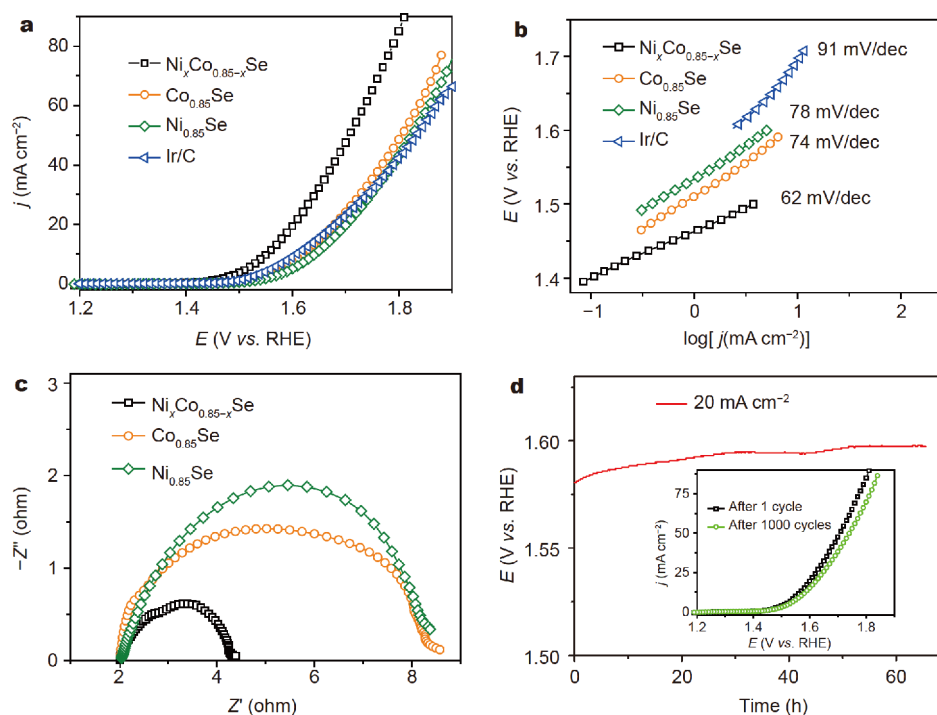 a
80
60
40
20
0
j (mA cm⁻²)
NiₓCo₀.₈₅₋ₓSe
Co₀.₈₅Se
Ni₀.₈₅Se
Ir/C
1.2 1.4 1.6 1.8
E (V vs. RHE)
b
1.7
1.6
1.5
1.4
E (V vs. RHE)
NiₓCo₀.₈₅₋ₓSe
Co₀.₈₅Se
Ni₀.₈₅Se
Ir/C
91 mV/dec
78 mV/dec
74 mV/dec
62 mV/dec
−1 0 1 2
log[ j(mA cm⁻²)]
c
3
2
1
0
−Z" (ohm)
NiₓCo₀.₈₅₋ₓSe
Co₀.₈₅Se
Ni₀.₈₅Se
2 4 6 8
Z' (ohm)
d
20 mA cm⁻²
1.60
1.55
1.50
E (V vs. RHE)
75
50
25
0
j (mA cm⁻²)
After 1 cycle
After 1000 cycles
1.2 1.4 1.6 1.8
E (V vs. RHE)
0 20 40 60
Time (h)